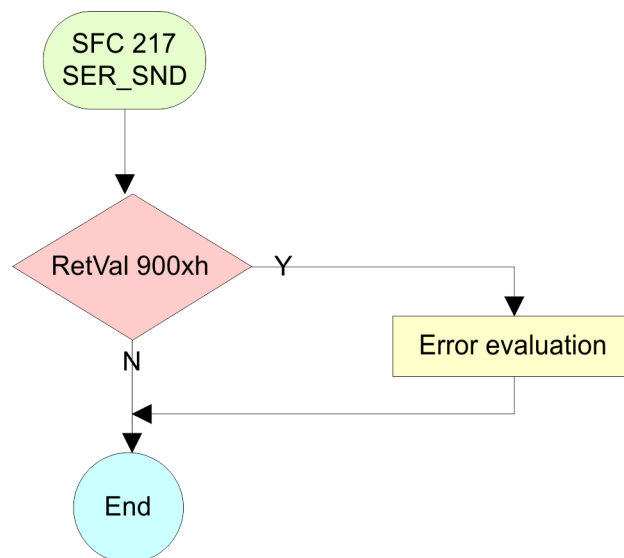 SFC 217
SER_SND
RetVal 900xh
Y
Error evaluation
N
End